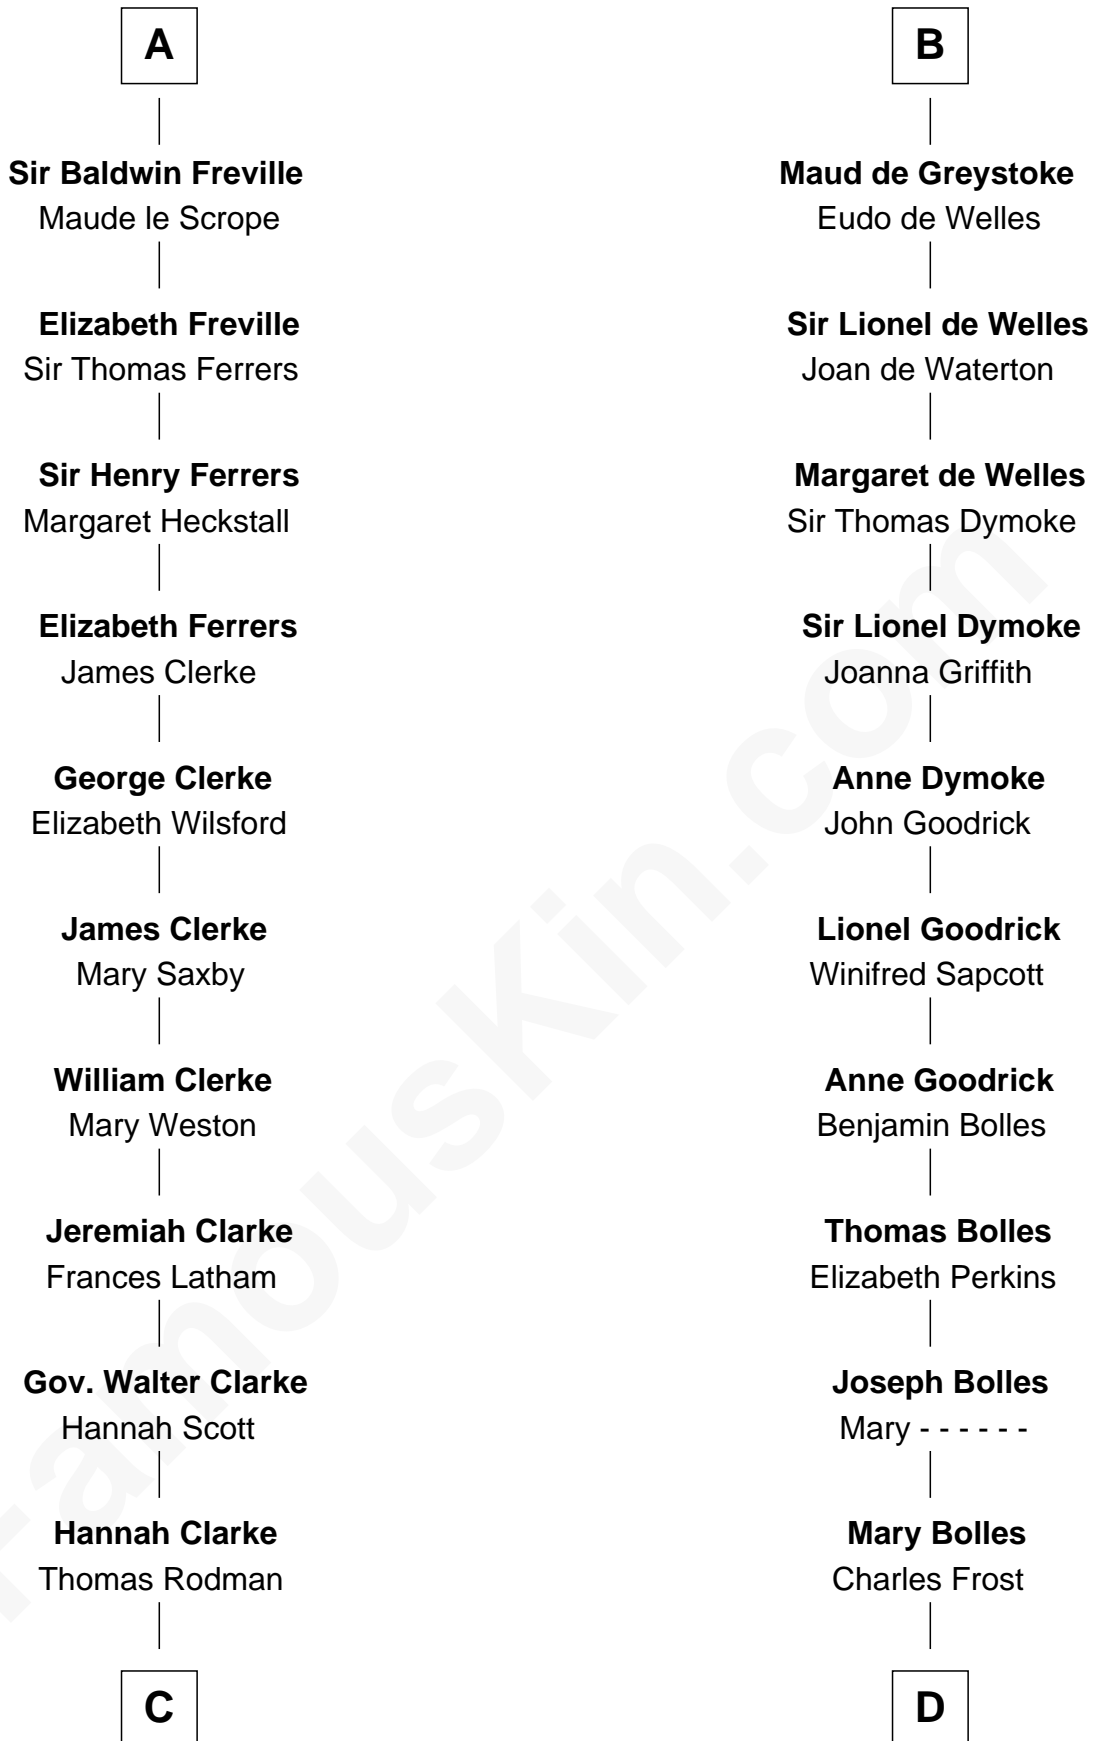 A
Sir Baldwin Freville
Maude le Scrope
Elizabeth Freville
Sir Thomas Ferrers
Sir Henry Ferrers
Margaret Heckstall
Elizabeth Ferrers
James Clerke
George Clerke
Elizabeth Wilsford
James Clerke
Mary Saxby
William Clerke
Mary Weston
Jeremiah Clarke
Frances Latham
Gov. Walter Clarke
Hannah Scott
Hannah Clarke
Thomas Rodman
C
B
Maud de Greystoke
Eudo de Welles
Sir Lionel de Welles
Joan de Waterton
Margaret de Welles
Sir Thomas Dymoke
Sir Lionel Dymoke
Joanna Griffith
Anne Dymoke
John Goodrick
Lionel Goodrick
Winifred Sapcott
Anne Goodrick
Benjamin Bolles
Thomas Bolles
Elizabeth Perkins
Joseph Bolles
Mary - - - - - -
Mary Bolles
Charles Frost
D
FamousKin.com